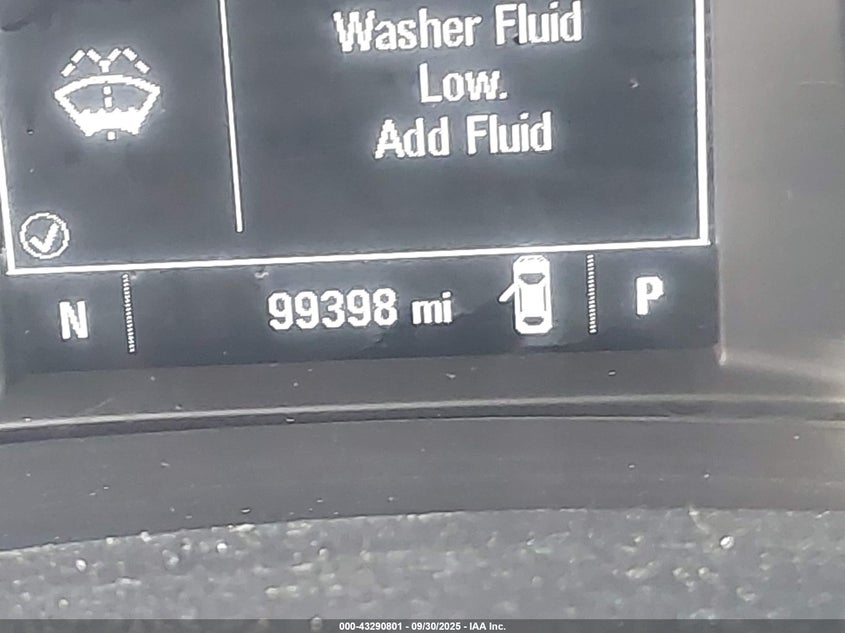 Washer Fluid
Low.
Add Fluid
N 99398 mi P
000-43290801 - 09/30/2025 - IAA Inc.